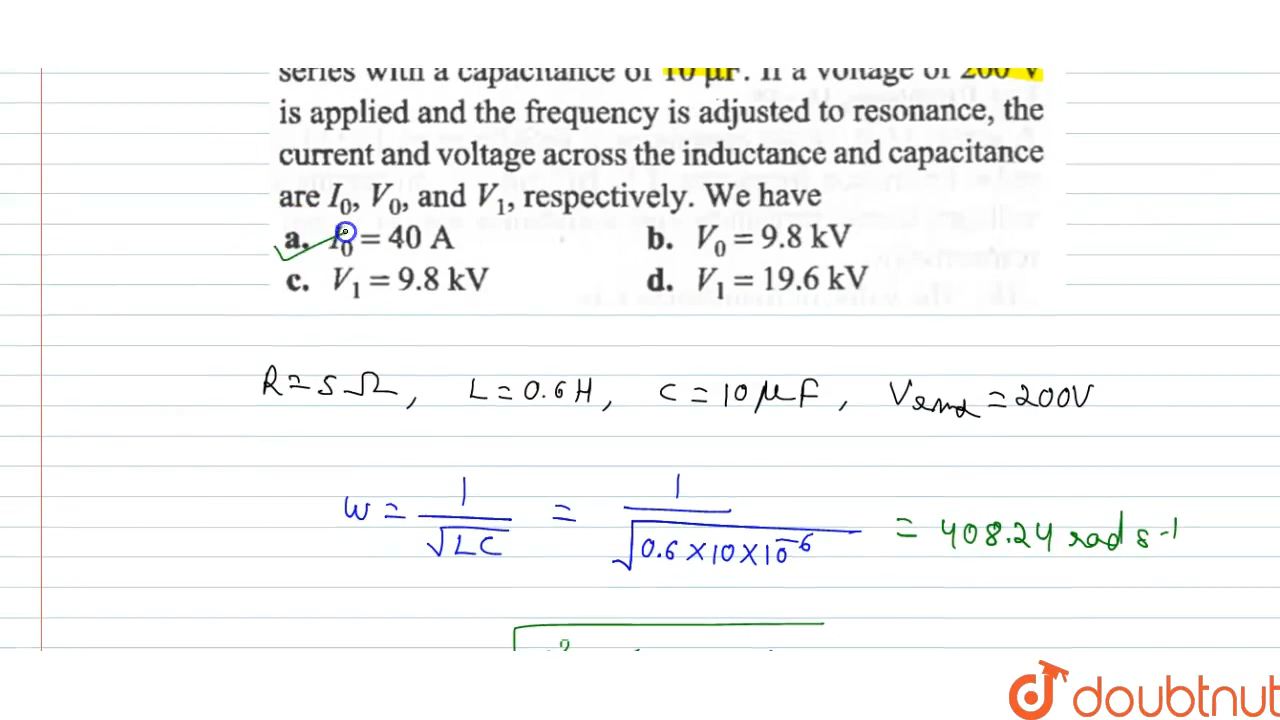 series with a capacitance of 10 µF. If a voltage of 200 V
is applied and the frequency is adjusted to resonance, the
current and voltage across the inductance and capacitance
are I₀, V₀, and V₁, respectively. We have
a. I₀ = 40 A b. V₀ = 9.8 kV
c. V₁ = 9.8 kV d. V₁ = 19.6 kV
R = 5 Ω, L = 0.6 H, C = 10 µF, = 200V
w = 1/√LC = 1/√0.6 × 10 × 10⁻⁶ = 408.24 rad s⁻¹
2
doubtnut